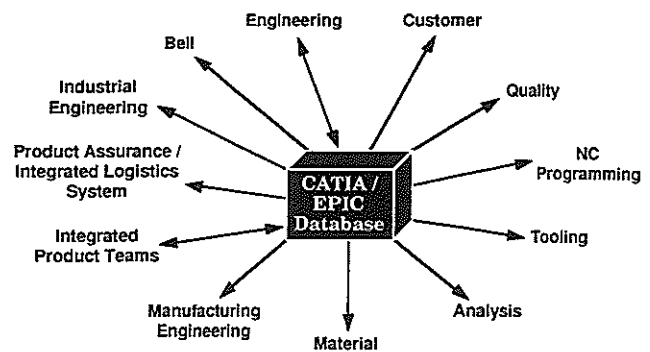 Engineering
Customer
Bell
Industrial
Engineering
Quality
Product Assurance /
Integrated Logistics
System
NC
Programming
CATIA /
EPIC
Database
Integrated
Product Teams
Tooling
Manufacturing
Engineering
Material
Analysis